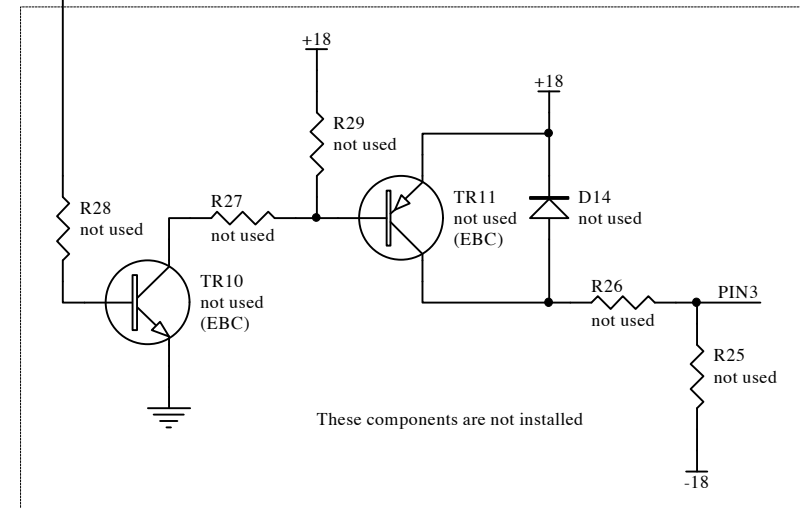 +18
+18
R29
not used
R28
not used
R27
not used
TR11
not used
(EBC)
D14
not used
TR10
not used
(EBC)
R26
not used
PIN3
R25
not used
These components are not installed
-18